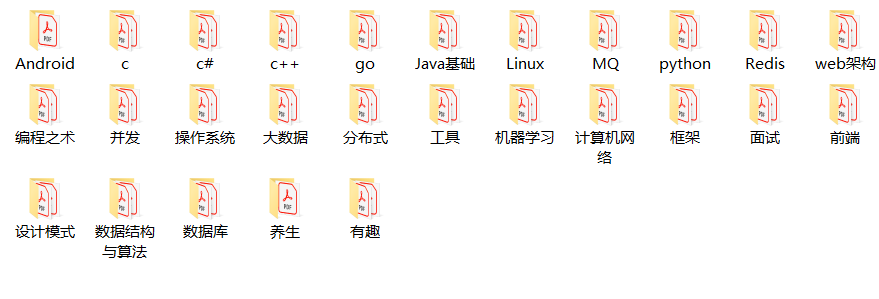 Android c c# c++ go Java基础 Linux MQ python Redis web架构
编程之术 并发 操作系统 大数据 分布式 工具 机器学习 计算机网络 框架 面试 前端
设计模式 数据结构与算法 数据库 养生 有趣